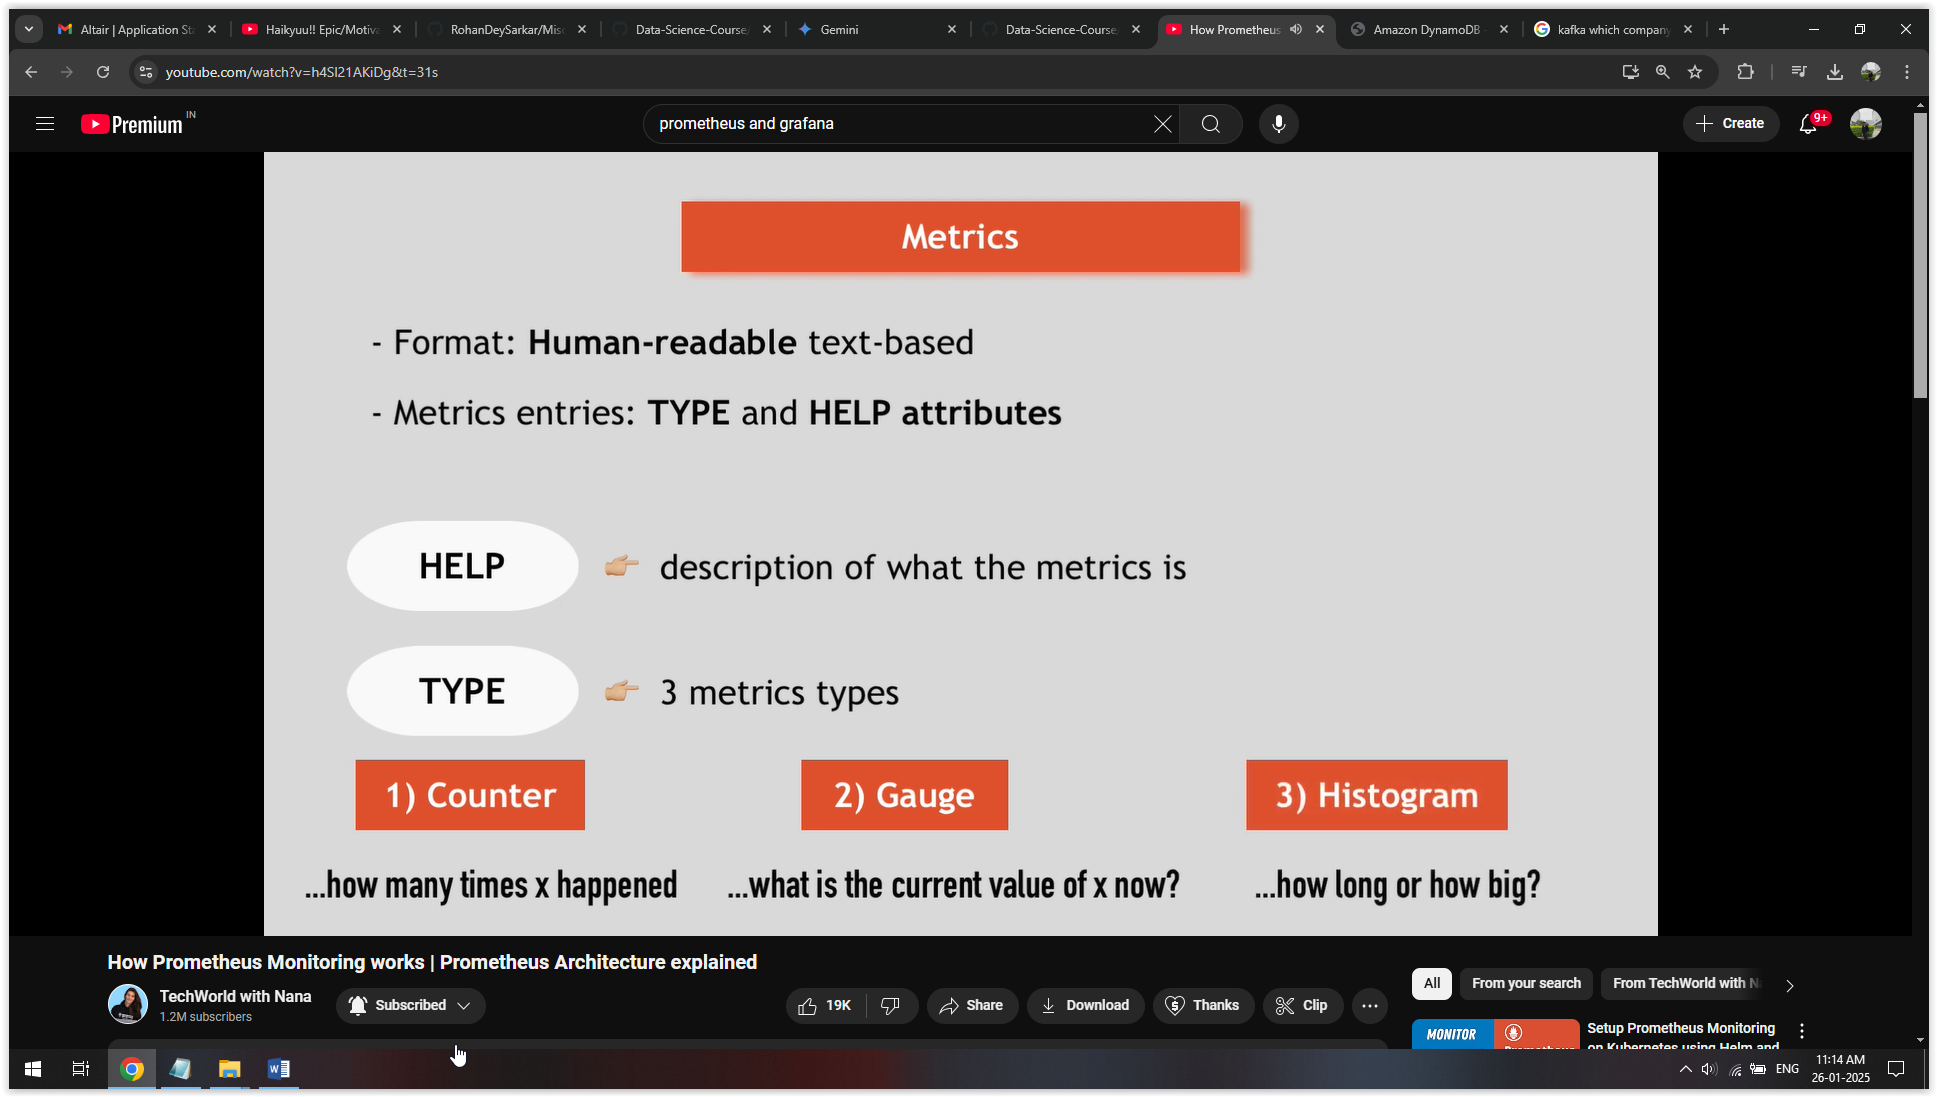 Altair | Application Sta
Haikyuu!! Epic/Motiva
RohanDeySarkar/Misc
Data-Science-Course/
Gemini
Data-Science-Course/
How Prometheus
Amazon DynamoDB
kafka which company
youtube.com/watch?v=h4Sl21AKiDg&t=31s
Premium IN
prometheus and grafana
Create
9+
Metrics
- Format: Human-readable text-based
- Metrics entries: TYPE and HELP attributes
HELP 👉🏼 description of what the metrics is
TYPE 👉🏼 3 metrics types
1) Counter
2) Gauge
3) Histogram
...how many times x happened
...what is the current value of x now?
...how long or how big?
How Prometheus Monitoring works | Prometheus Architecture explained
TechWorld with Nana
1.2M subscribers
Subscribed
19K
Share
Download
Thanks
Clip
All
From your search
From TechWorld with Na
MONITOR
Prometheus
Setup Prometheus Monitoring
on Kubernetes using Helm and
ENG
11:14 AM
26-01-2025